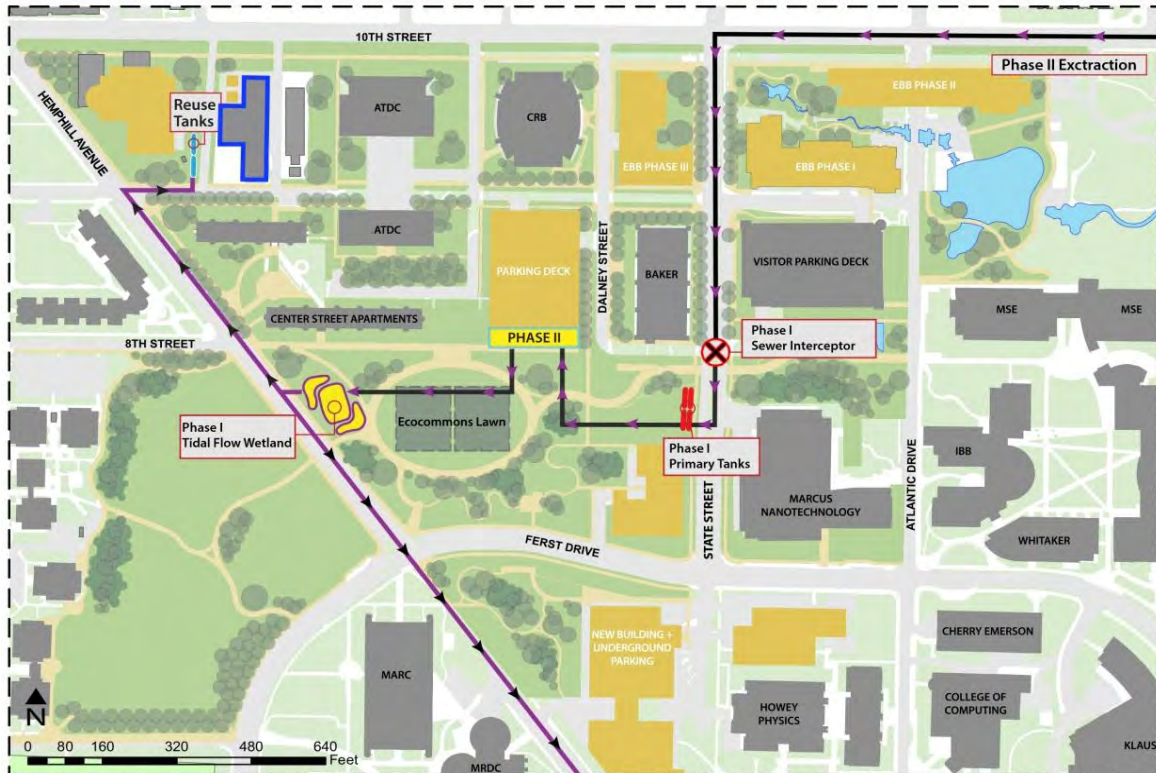 10TH STREET
Phase II Exctraction
EBB PHASE II
HEMPHILL AVENUE
Reuse
Tanks
ATDC
CRB
EBB PHASE III
EBB PHASE I
ATDC
PARKING DECK
DALNEY STREET
BAKER
VISITOR PARKING DECK
MSE
MSE
CENTER STREET APARTMENTS
PHASE II
8TH STREET
Phase I
Sewer Interceptor
Phase I
Tidal Flow Wetland
Ecocommons Lawn
Phase I
Primary Tanks
STATE STREET
MARCUS
NANOTECHNOLOGY
ATLANTIC DRIVE
IBB
WHITAKER
FERST DRIVE
NEW BUILDING +
UNDERGROUND
PARKING
MARC
CHERRY EMERSON
HOWEY
PHYSICS
COLLEGE OF
COMPUTING
KLAUS
MRDC
N
0 80 160 320 480 640
Feet